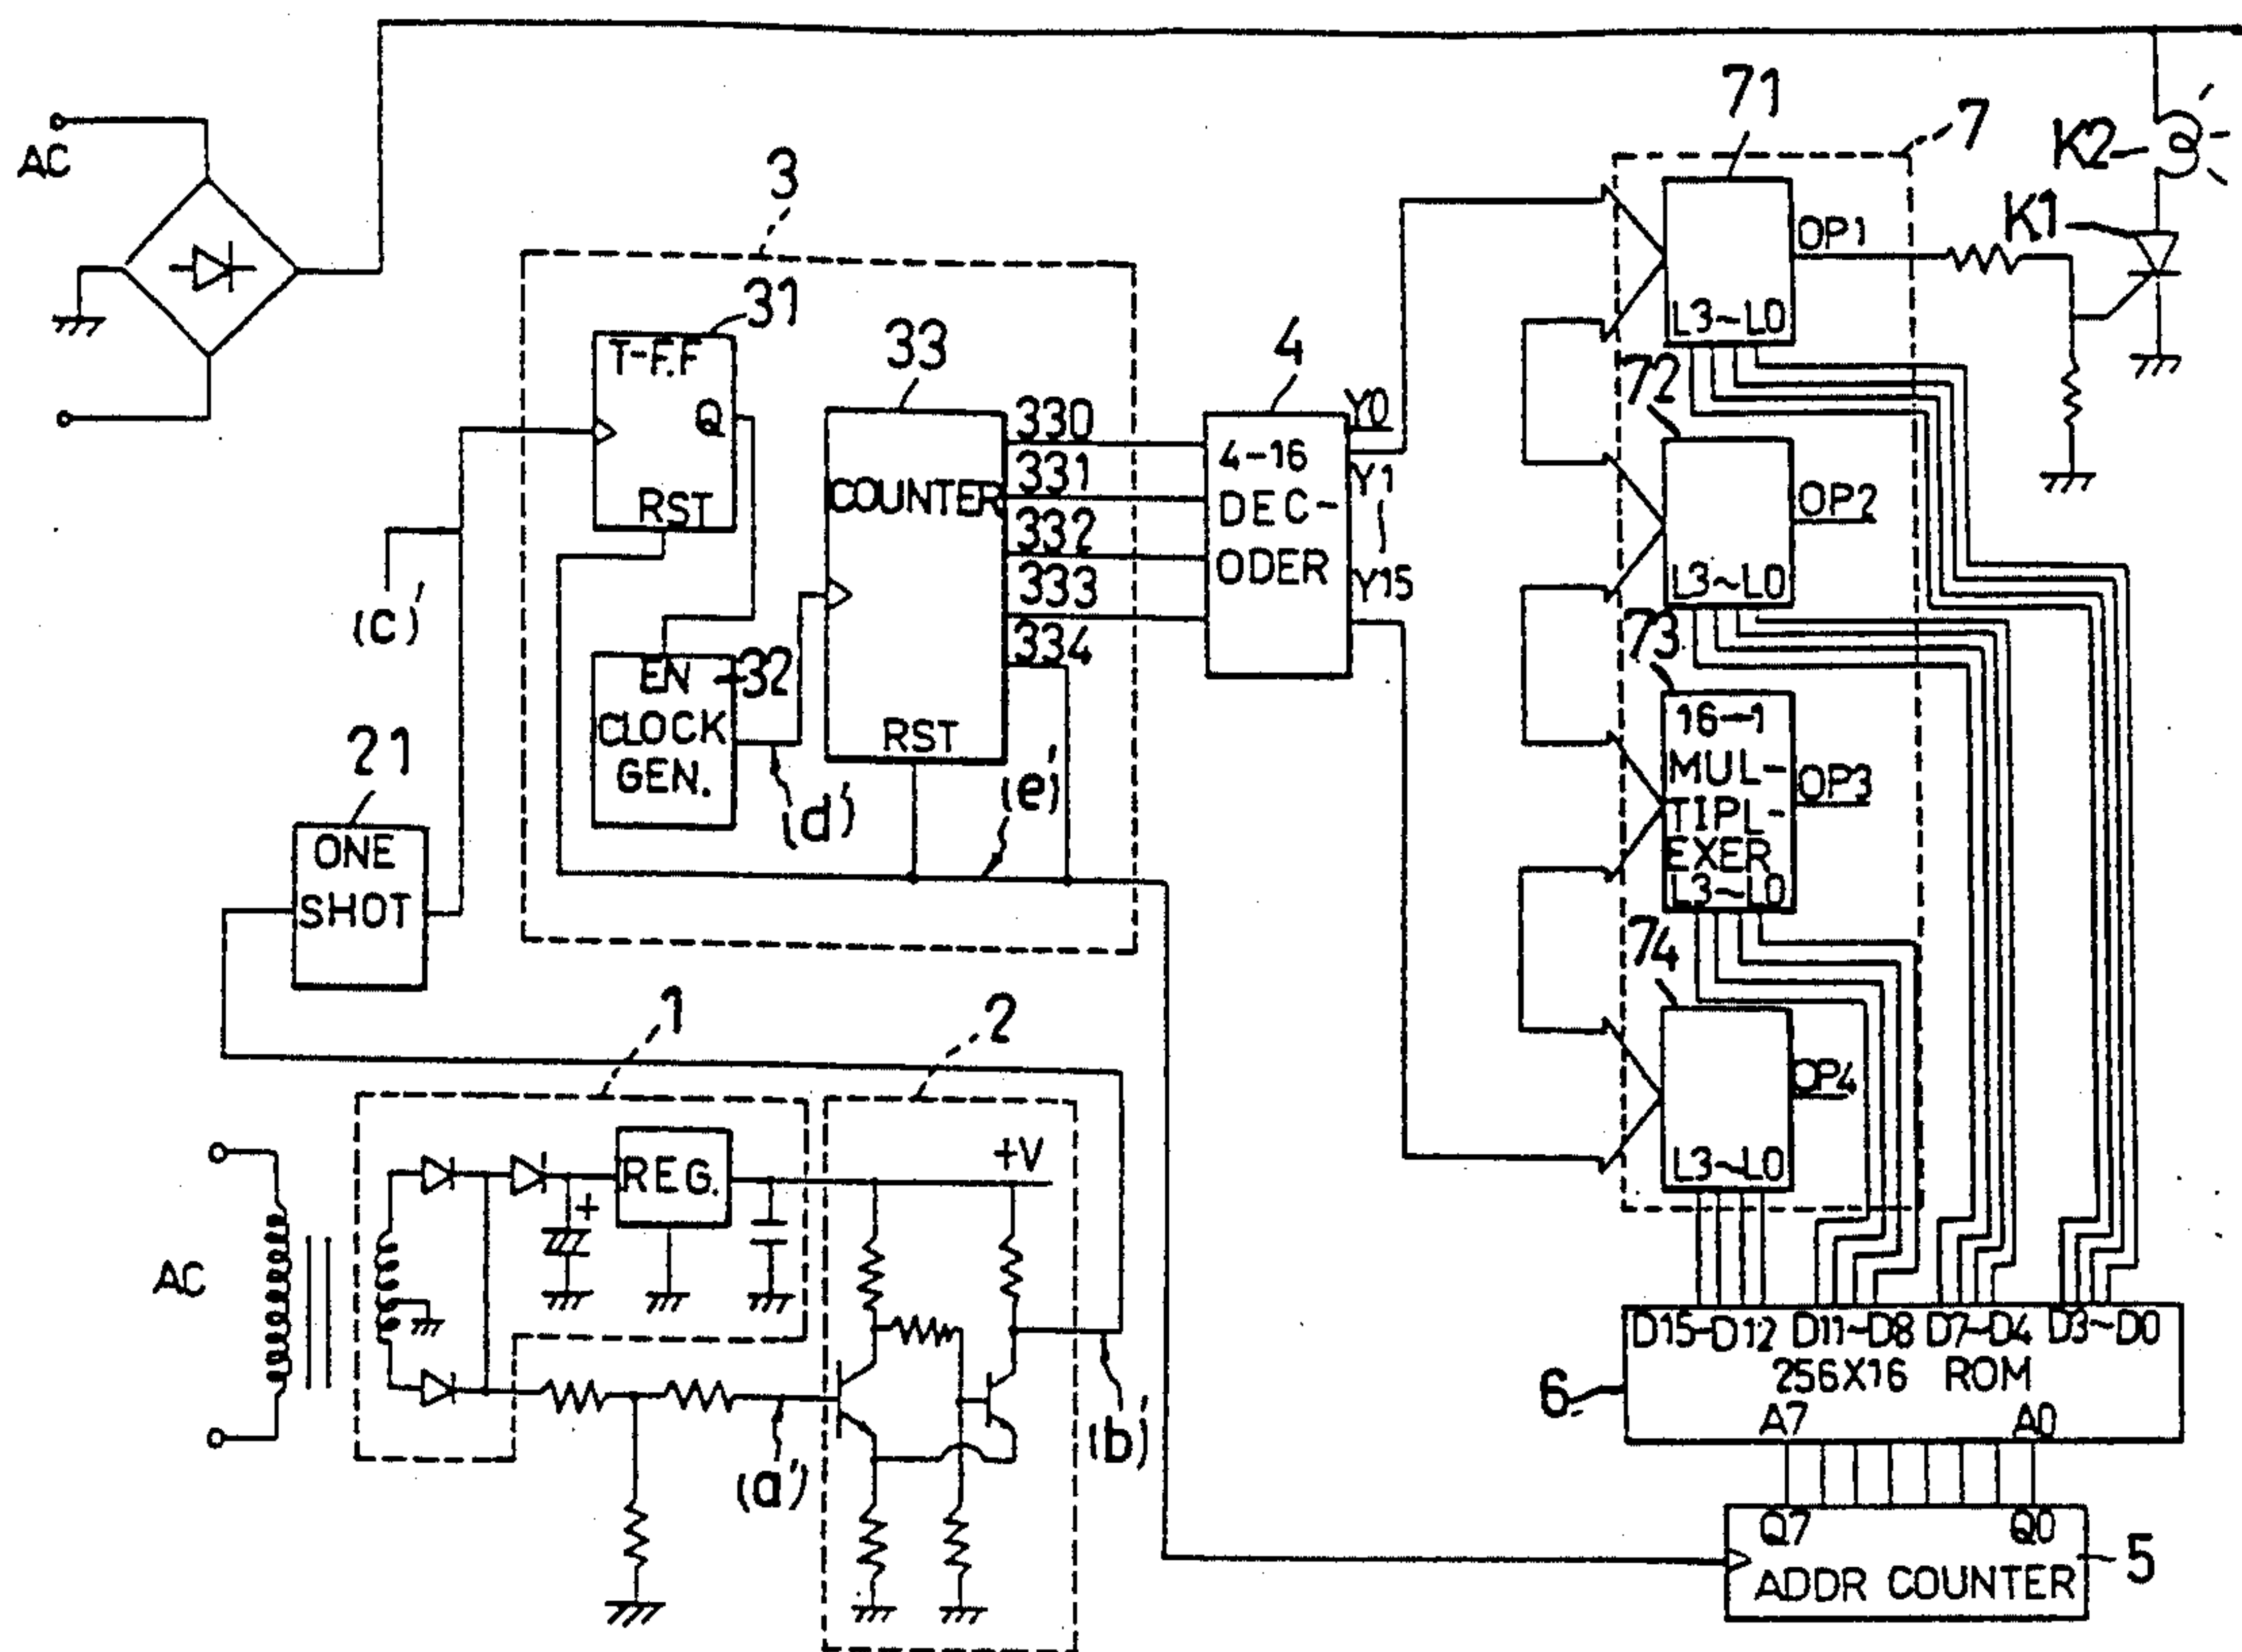 71
7
K2
AC
3
K1
OP1
31
T-F.F
33
4
L3~L0
Q
72
330
Y0
331
4-16
Y1
COUNTER
DEC-
OP2
RST
332
ODER
333
Y15
L3~L0
(c)'
334
73
EN
32
CLOCK
16-1
GEN.
RST
MUL-
OP3
21
(d)'
(e)'
TIPL-
ONE
EXER
SHOT
L3~L0
74
1
2
OP4
+V
REG.
L3~L0
+
AC
D15-D12
D11~D8
D7~D4
D3~D0
256X16 ROM
6
A7
A0
(a')
(b)'
Q7
Q0
5
ADDR COUNTER